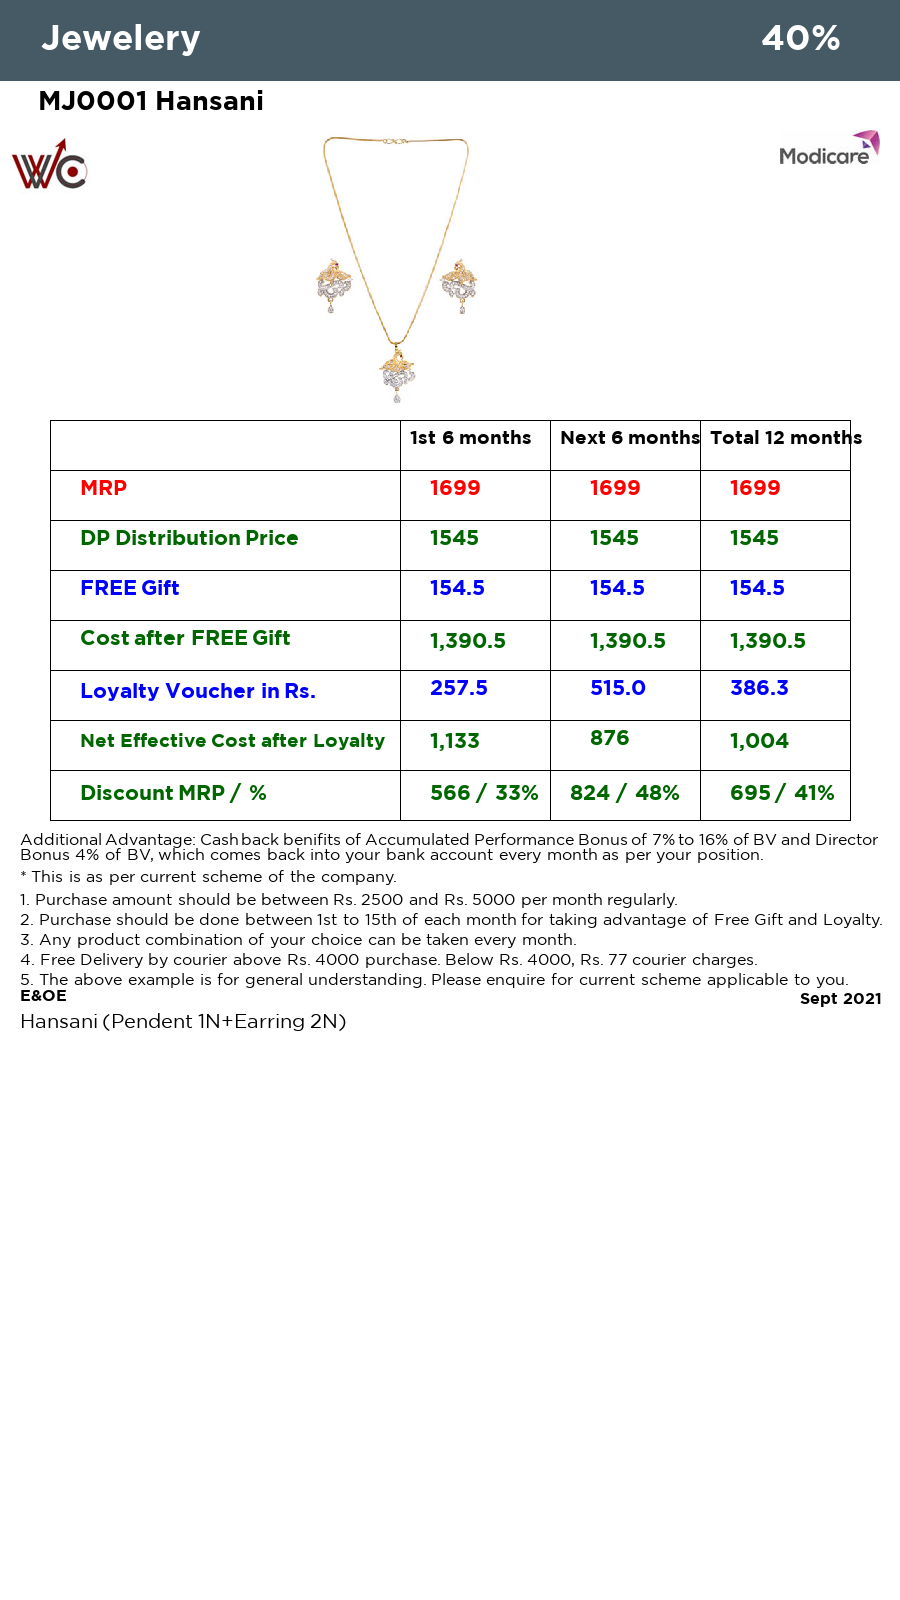 Jewelery 40%
MJ0001 Hansani
WC
Modicare
1st 6 months Next 6 months Total 12 months
MRP 1699 1699 1699
DP Distribution Price 1545 1545 1545
FREE Gift 154.5 154.5 154.5
Cost after FREE Gift 1,390.5 1,390.5 1,390.5
Loyalty Voucher in Rs. 257.5 515.0 386.3
Net Effective Cost after Loyalty 1,133 876 1,004
Discount MRP / % 566 / 33% 824 / 48% 695 / 41%
Additional Advantage: Cashback benifits of Accumulated Performance Bonus of 7% to 16% of BV and Director
Bonus 4% of BV, which comes back into your bank account every month as per your position.
* This is as per current scheme of the company.
1. Purchase amount should be between Rs. 2500 and Rs. 5000 per month regularly.
2. Purchase should be done between 1st to 15th of each month for taking advantage of Free Gift and Loyalty.
3. Any product combination of your choice can be taken every month.
4. Free Delivery by courier above Rs. 4000 purchase. Below Rs. 4000, Rs. 77 courier charges.
5. The above example is for general understanding. Please enquire for current scheme applicable to you.
E&OE Sept 2021
Hansani (Pendent 1N+Earring 2N)